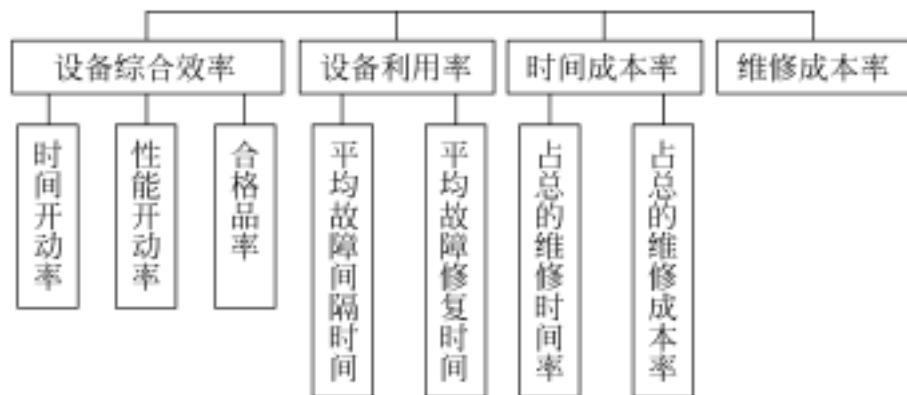 设备综合效率
设备利用率
时间成本率
维修成本率
时间开动率
性能开动率
合格品率
平均故障间隔时间
平均故障修复时间
占总的维修时间率
占总的维修成本率